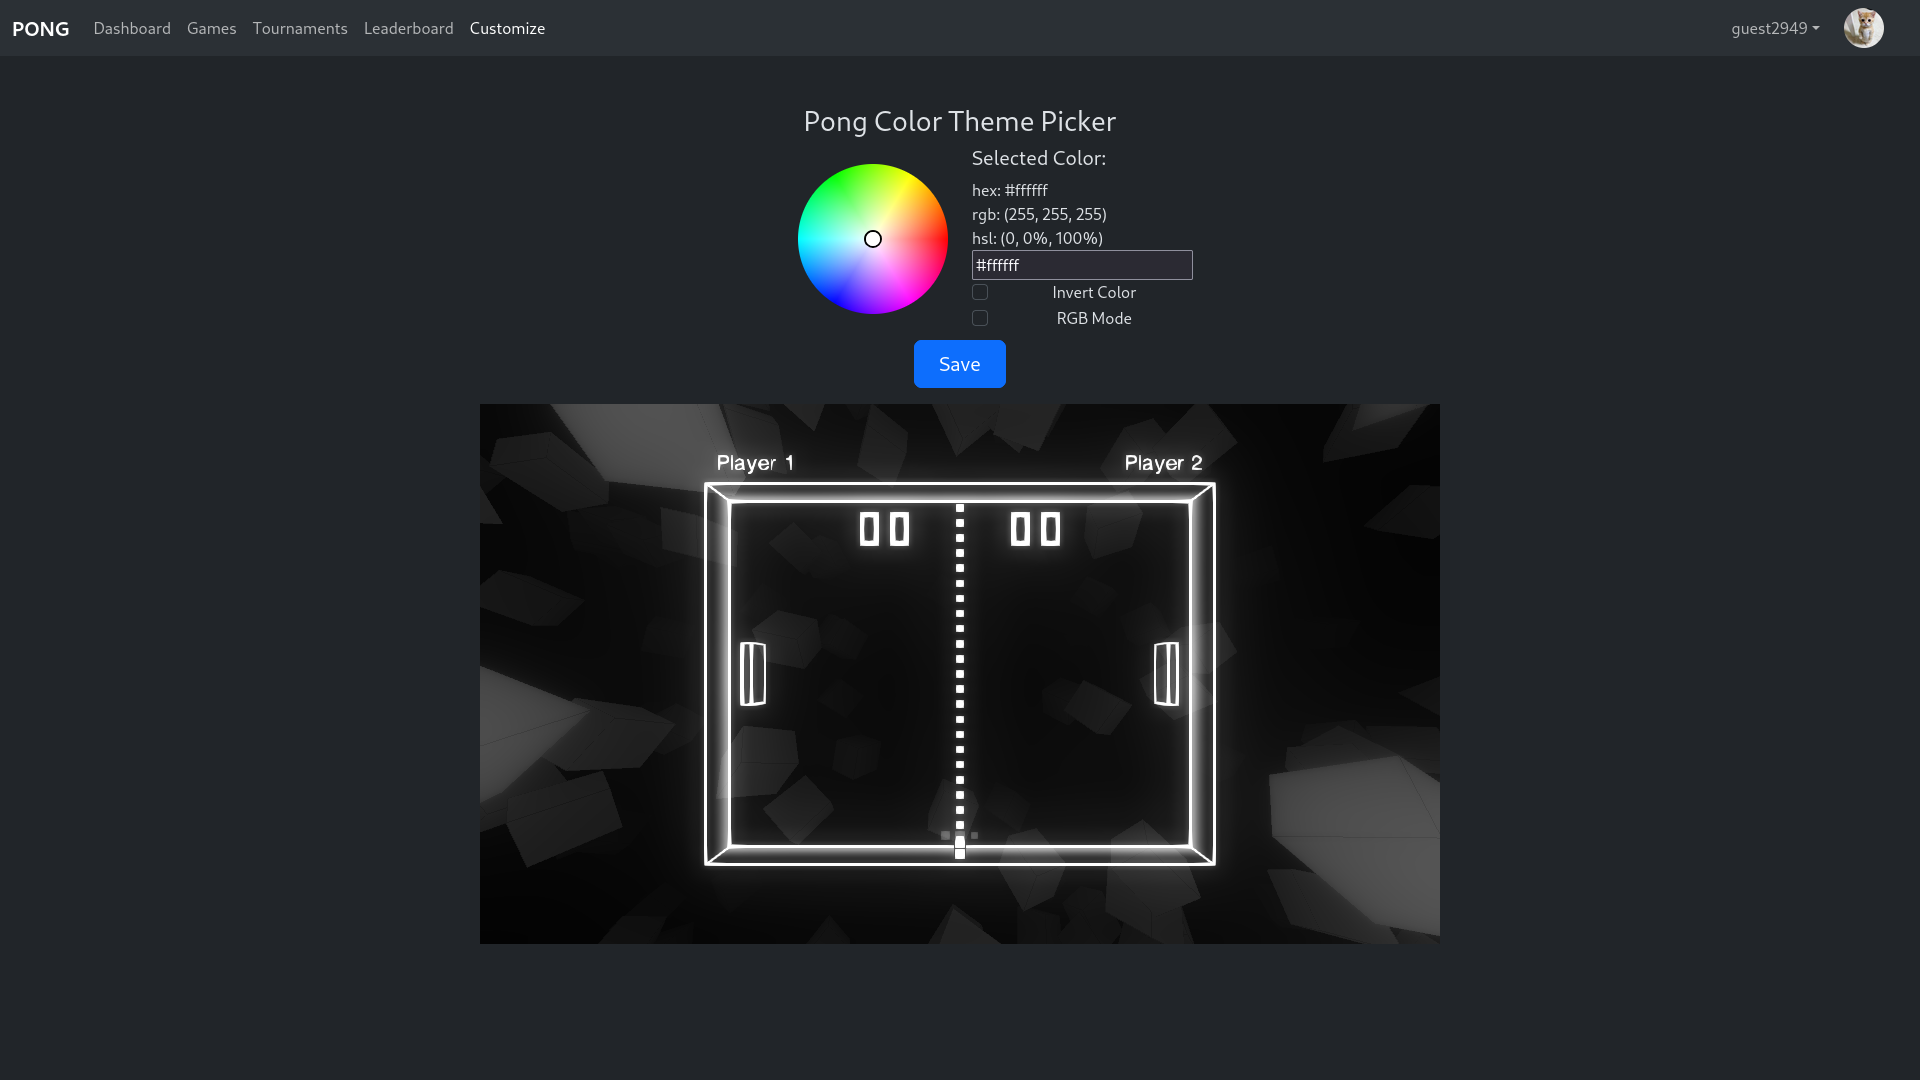 PONG Dashboard Games Tournaments Leaderboard Customize guest2949
Pong Color Theme Picker
Selected Color:
hex: #ffffff
rgb: (255, 255, 255)
hsl: (0, 0%, 100%)
#ffffff
Invert Color
RGB Mode
Save
Player 1 Player 2
00 00